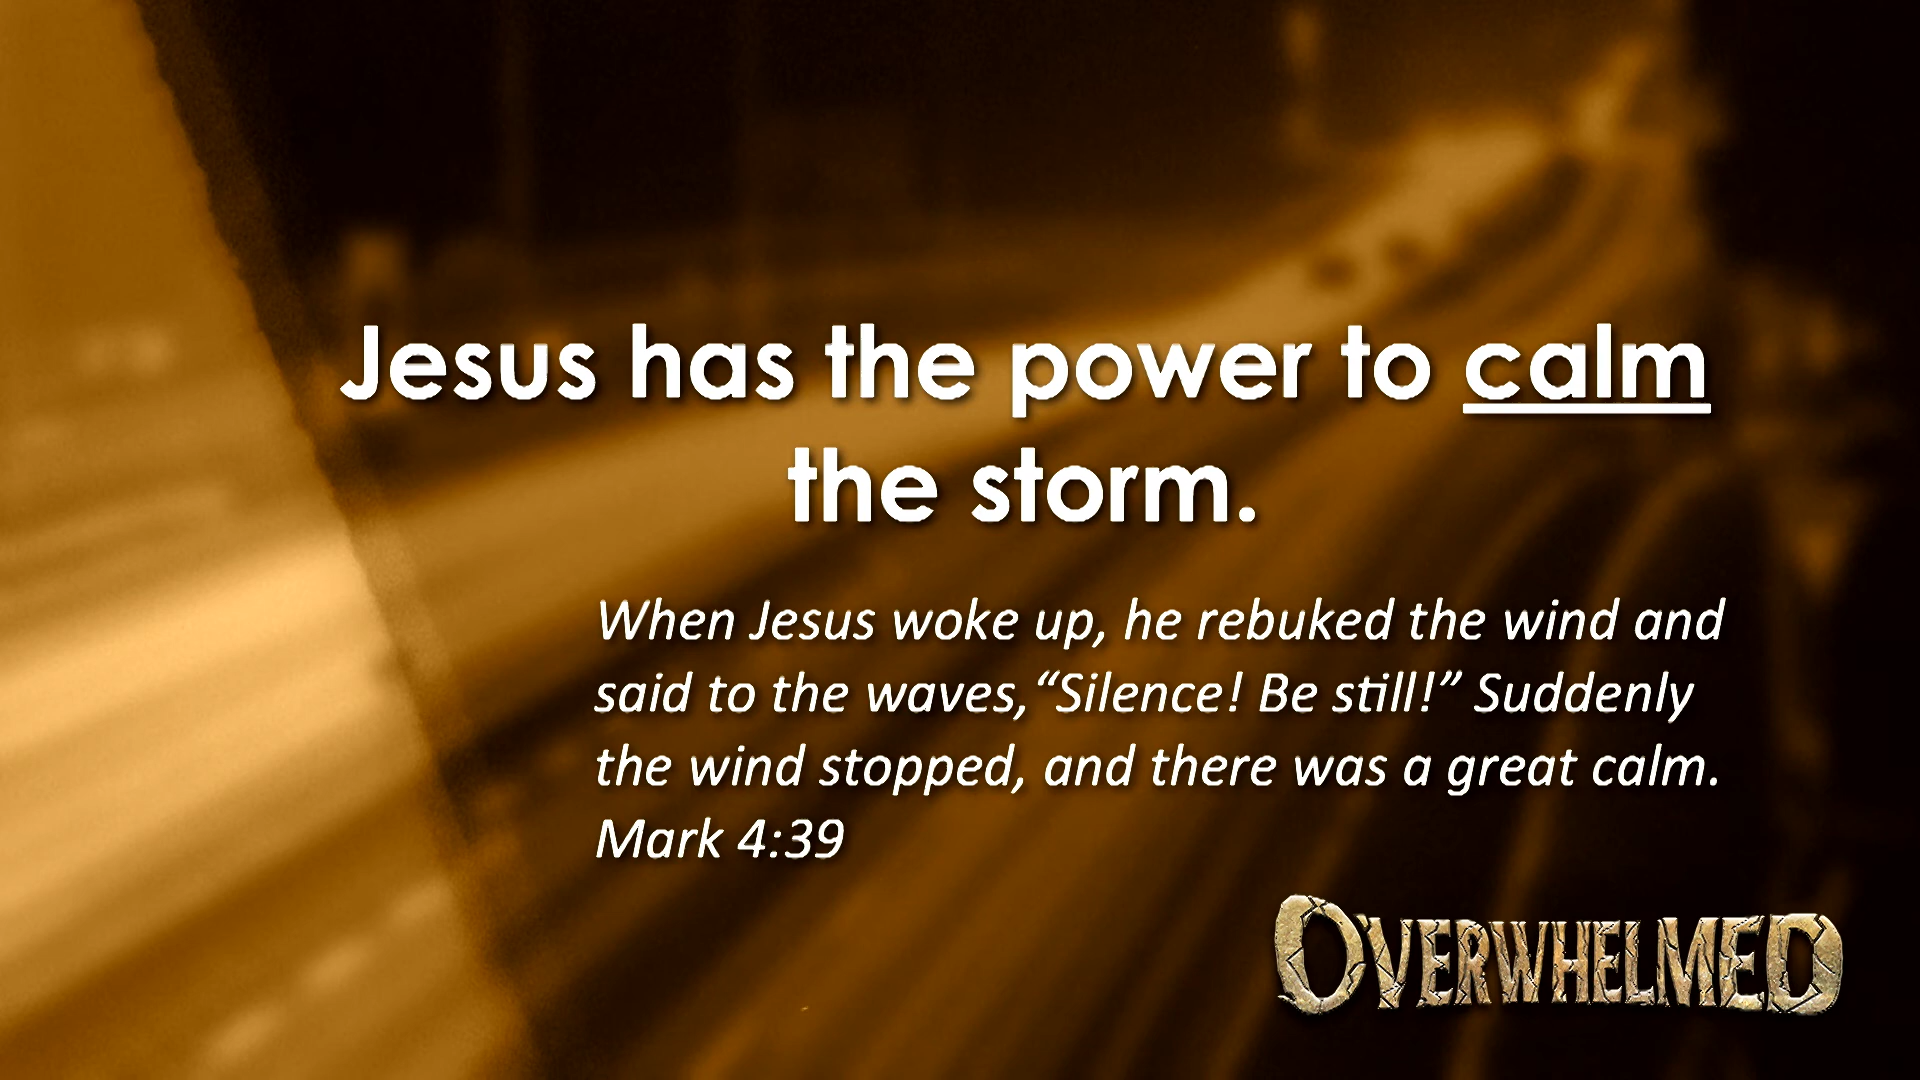 Jesus has the power to calm
the storm.
When Jesus woke up, he rebuked the wind and
said to the waves,“Silence! Be still!” Suddenly
the wind stopped, and there was a great calm.
Mark 4:39
OVERWHELMED